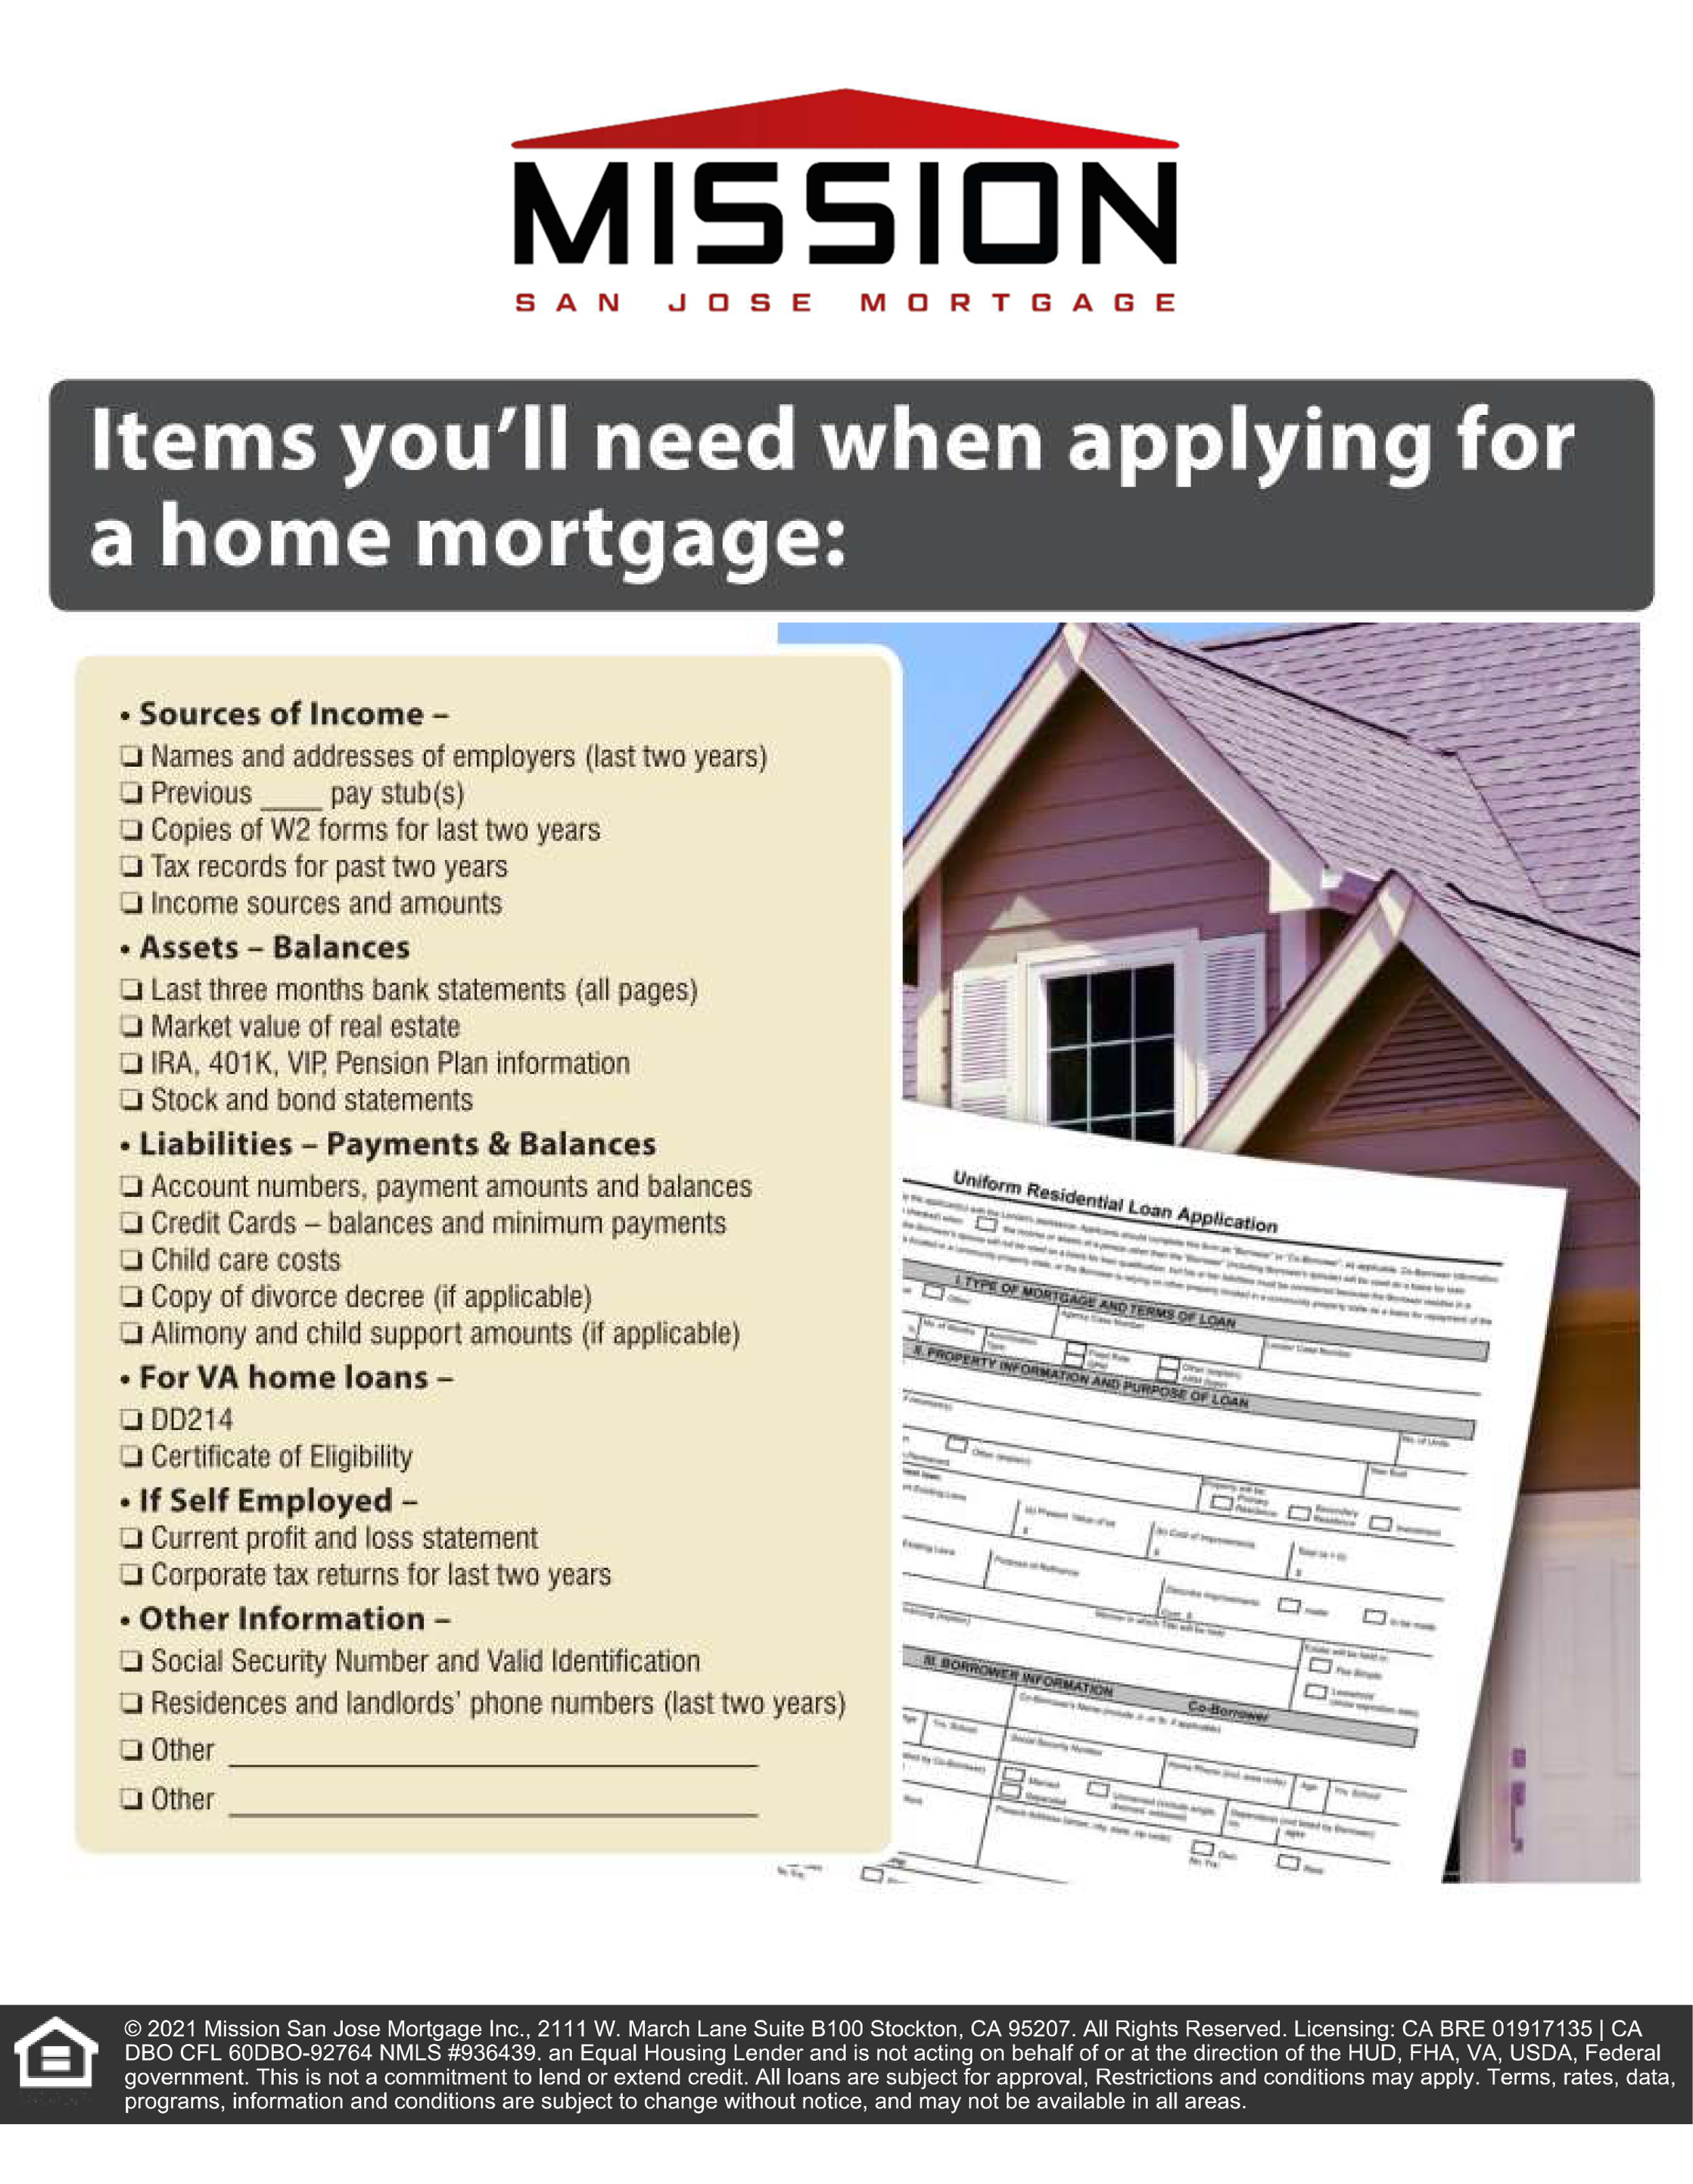 MISSION
SAN JOSE MORTGAGE
Items you’ll need when applying for
a home mortgage:
• Sources of Income –
❏ Names and addresses of employers (last two years)
❏ Previous ____ pay stub(s)
❏ Copies of W2 forms for last two years
❏ Tax records for past two years
❏ Income sources and amounts
• Assets – Balances
❏ Last three months bank statements (all pages)
❏ Market value of real estate
❏ IRA, 401K, VIP, Pension Plan information
❏ Stock and bond statements
• Liabilities – Payments & Balances
❏ Account numbers, payment amounts and balances
❏ Credit Cards – balances and minimum payments
❏ Child care costs
❏ Copy of divorce decree (if applicable)
❏ Alimony and child support amounts (if applicable)
• For VA home loans –
❏ DD214
❏ Certificate of Eligibility
• If Self Employed –
❏ Current profit and loss statement
❏ Corporate tax returns for last two years
• Other Information –
❏ Social Security Number and Valid Identification
❏ Residences and landlords’ phone numbers (last two years)
❏ Other ____
❏ Other ____
Uniform Residential Loan Application
I. TYPE OF MORTGAGE AND TERMS OF LOAN
II. PROPERTY INFORMATION AND PURPOSE OF LOAN
III. BORROWER INFORMATION
Co-Borrower
© 2021 Mission San Jose Mortgage Inc., 2111 W. March Lane Suite B100 Stockton, CA 95207. All Rights Reserved. Licensing: CA BRE 01917135 | CA
DBO CFL 60DBO-92764 NMLS #936439. an Equal Housing Lender and is not acting on behalf of or at the direction of the HUD, FHA, VA, USDA, Federal
government. This is not a commitment to lend or extend credit. All loans are subject for approval, Restrictions and conditions may apply. Terms, rates, data,
programs, information and conditions are subject to change without notice, and may not be available in all areas.